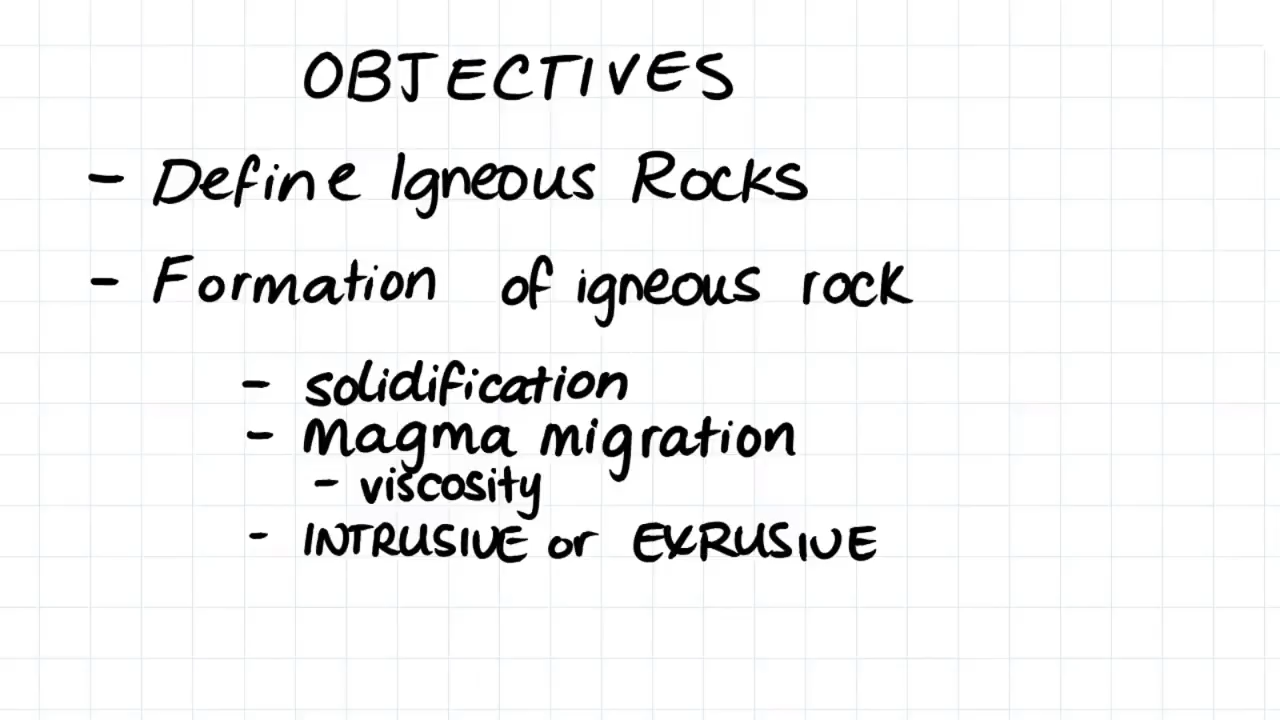 OBJECTIVES
- Define Igneous Rocks
- Formation of igneous rock
- solidification
- Magma migration
- viscosity
- INTRUSIVE or EXRUSIVE